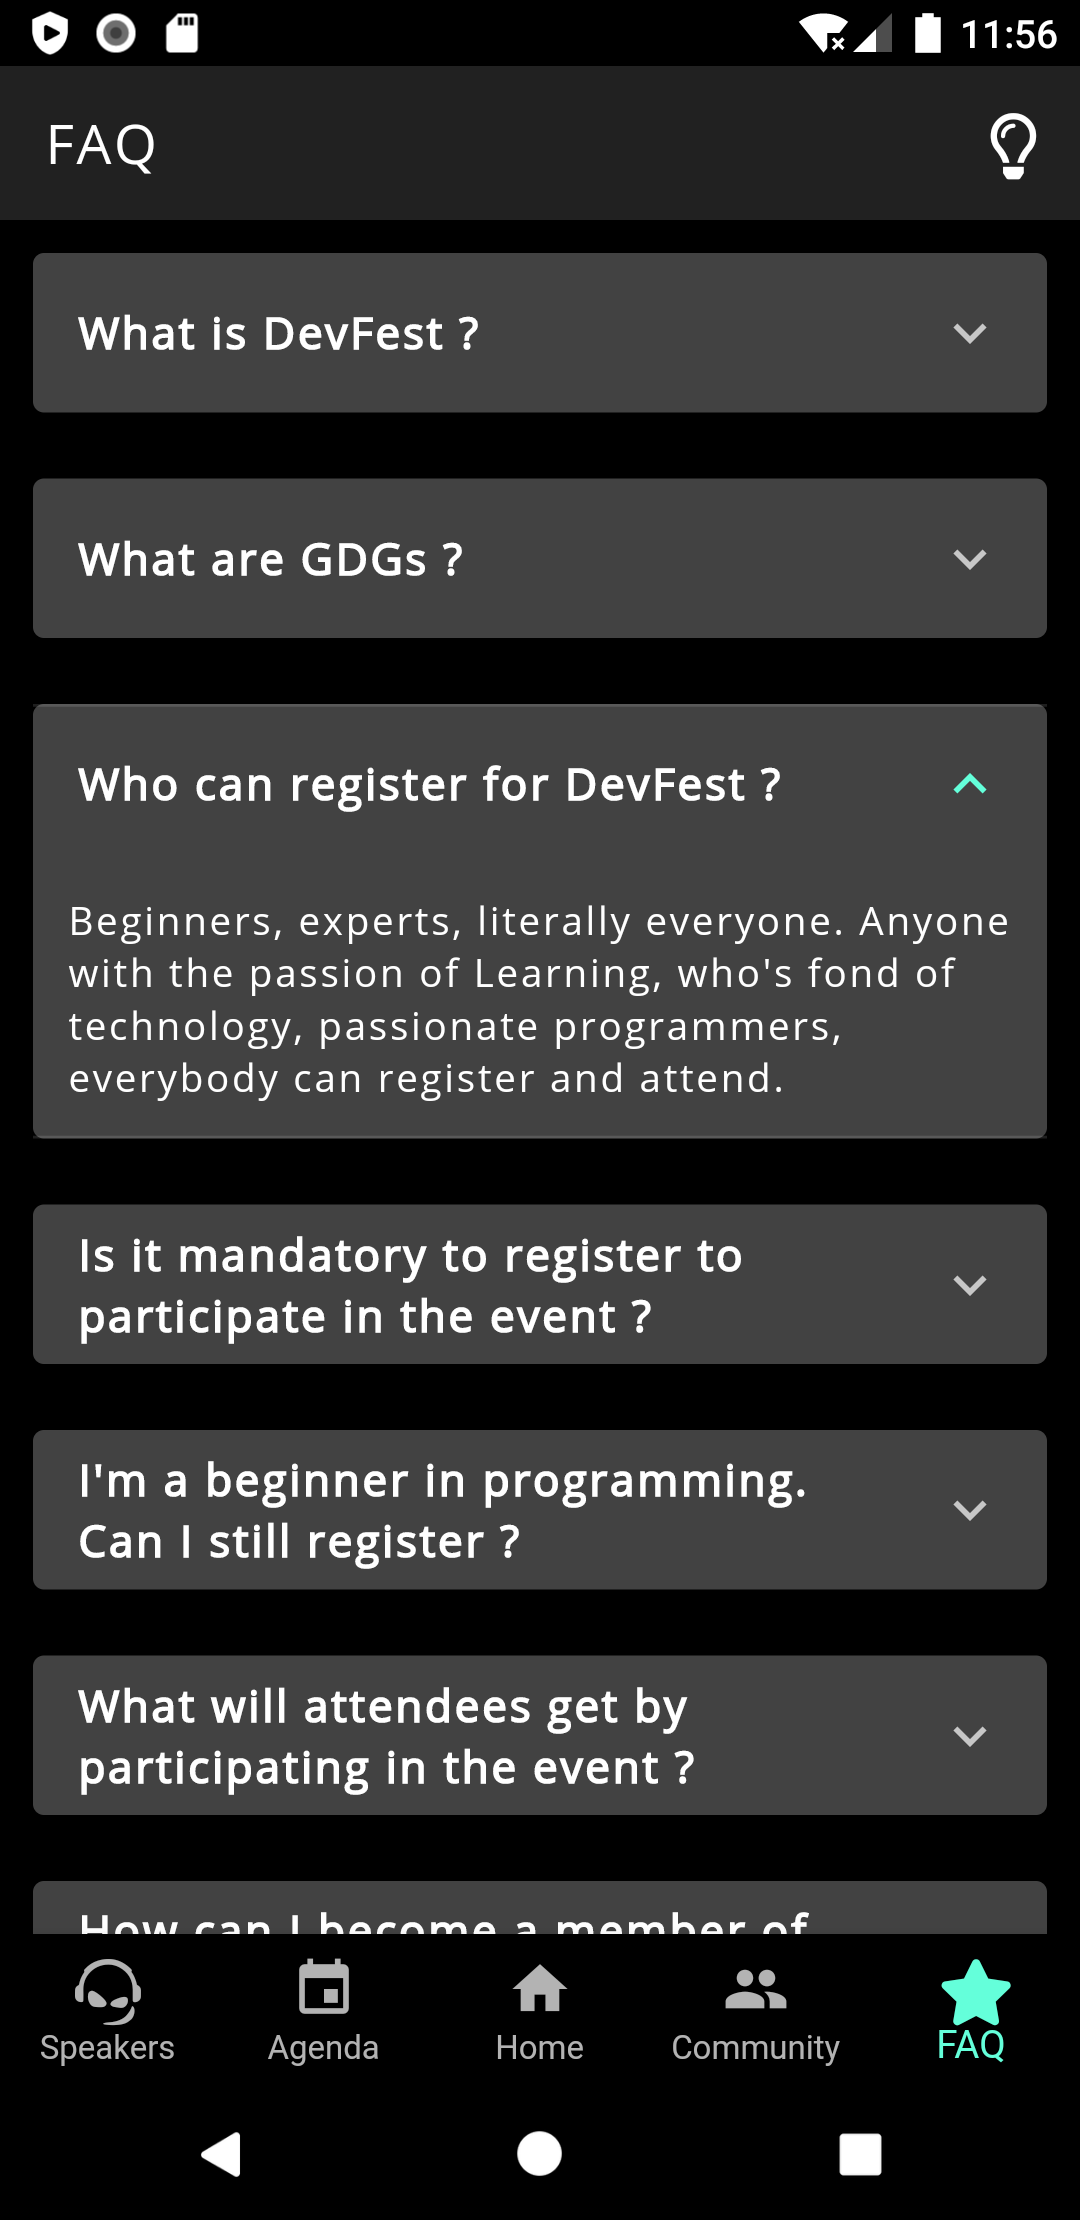 11:56
FAQ
What is DevFest ?
What are GDGs ?
Who can register for DevFest ?
Beginners, experts, literally everyone. Anyone
with the passion of Learning, who's fond of
technology, passionate programmers,
everybody can register and attend.
Is it mandatory to register to
participate in the event ?
I'm a beginner in programming.
Can I still register ?
What will attendees get by
participating in the event ?
How can I become a member of
Speakers
Agenda
Home
Community
FAQ